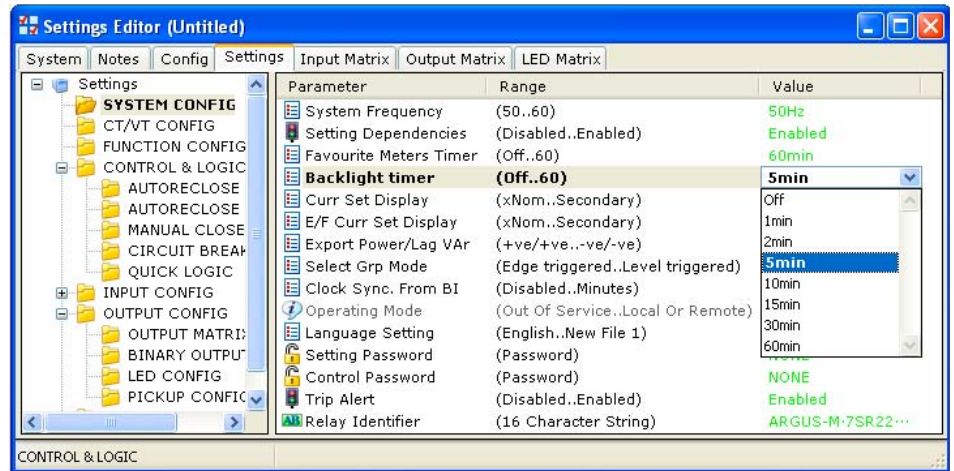 Settings Editor (Untitled)
System Notes Config Settings Input Matrix Output Matrix LED Matrix
Settings
SYSTEM CONFIG
CT/VT CONFIG
FUNCTION CONFIG
CONTROL & LOGIC
AUTORECLOSE
AUTORECLOSE
MANUAL CLOSE
CIRCUIT BREAK
QUICK LOGIC
INPUT CONFIG
OUTPUT CONFIG
OUTPUT MATRIX
BINARY OUTPUT
LED CONFIG
PICKUP CONFIG
Parameter Range Value
System Frequency (50..60) 50Hz
Setting Dependencies (Disabled..Enabled) Enabled
Favourite Meters Timer (Off..60) 60min
Backlight timer (Off..60) 5min
Curr Set Display (xNom..Secondary)
E/F Curr Set Display (xNom..Secondary)
Export Power/Lag VAr (+ve/+ve..-ve/-ve)
Select Grp Mode (Edge triggered..Level triggered)
Clock Sync. From BI (Disabled..Minutes)
Operating Mode (Out Of Service..Local Or Remote)
Language Setting (English..New File 1)
Setting Password (Password) NONE
Control Password (Password) NONE
Trip Alert (Disabled..Enabled) Enabled
AB Relay Identifier (16 Character String) ARGUS-M-7SR22...
Off
1min
2min
5min
10min
15min
30min
60min
CONTROL & LOGIC